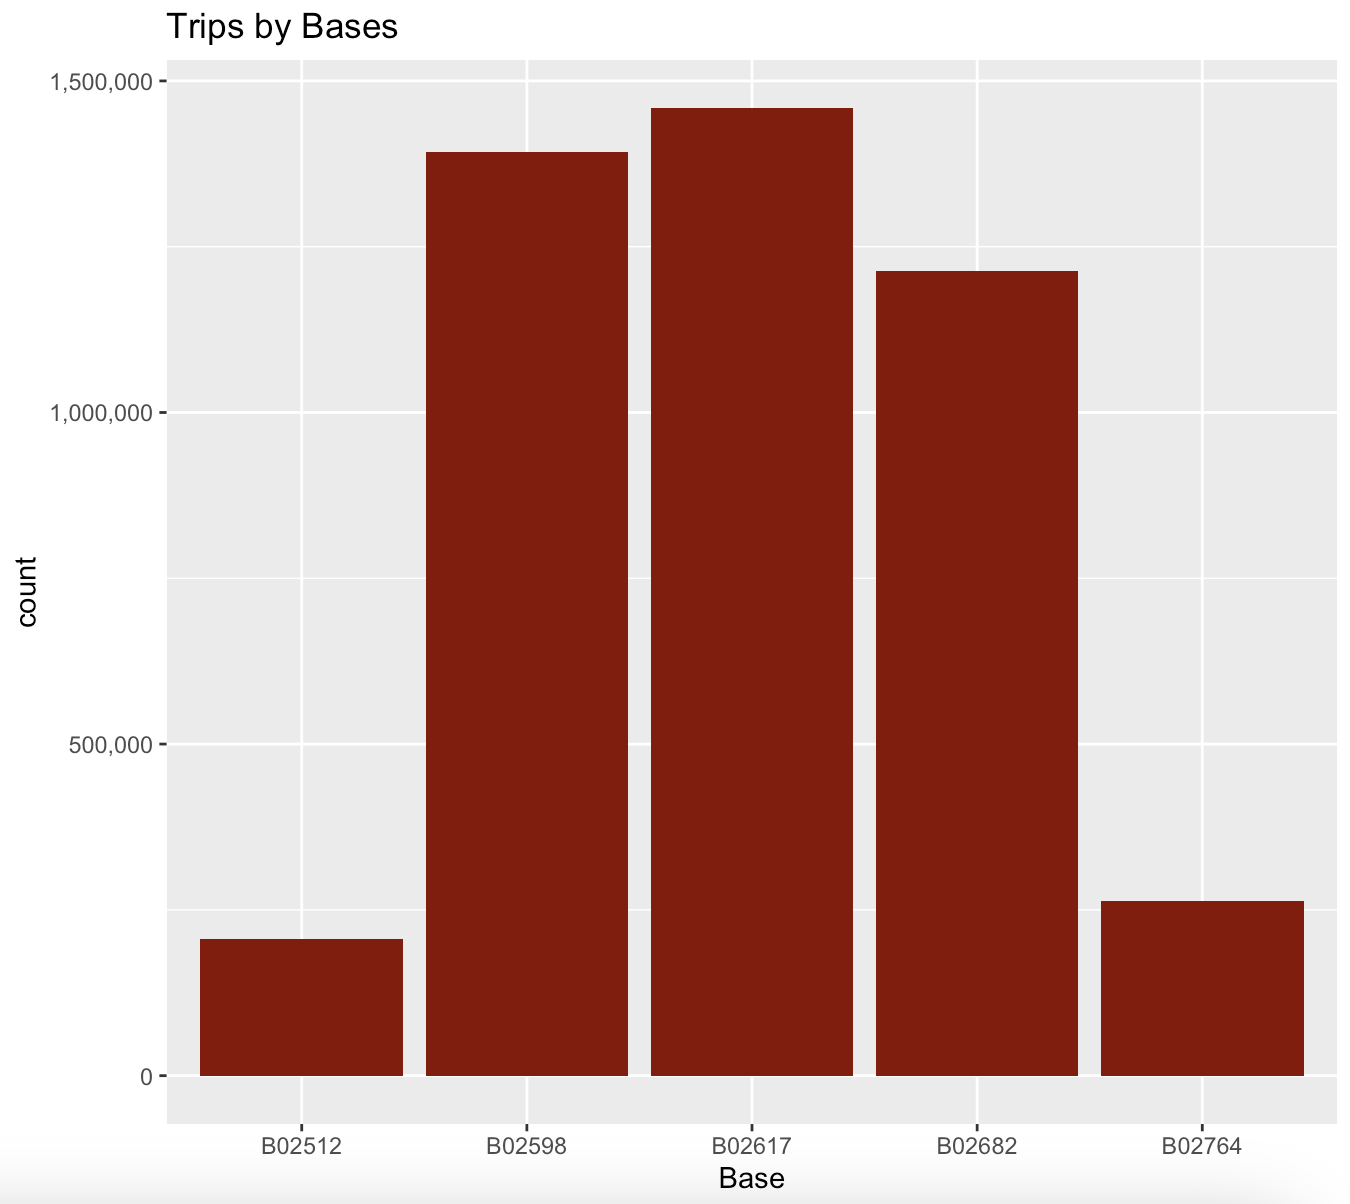 Trips by Bases
1,500,000
1,000,000
500,000
0
count
B02512
B02598
B02617
B02682
B02764
Base